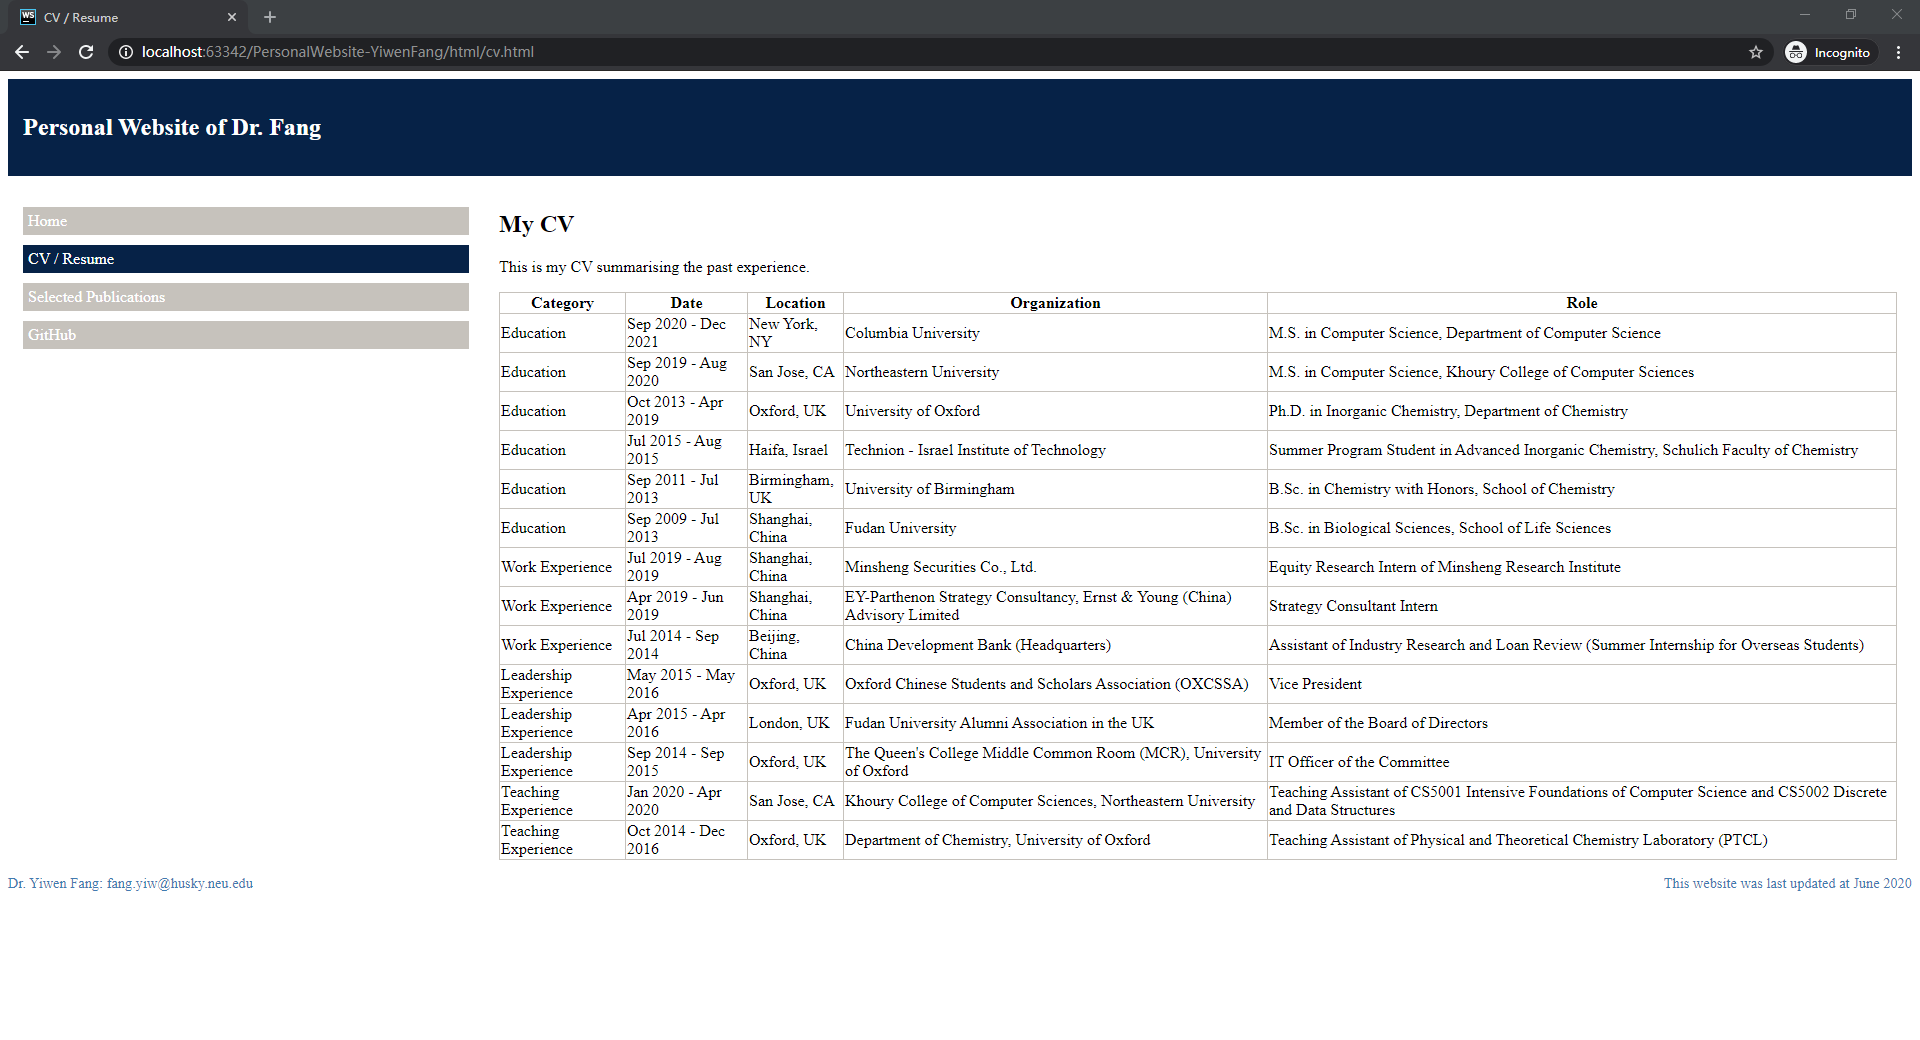 WS CV / Resume
localhost:63342/PersonalWebsite-YiwenFang/html/cv.html
Incognito
Personal Website of Dr. Fang
Home
CV / Resume
Selected Publications
GitHub
My CV
This is my CV summarising the past experience.
Category Date Location Organization Role
Education Sep 2020 - Dec 2021 New York, NY Columbia University M.S. in Computer Science, Department of Computer Science
Education Sep 2019 - Aug 2020 San Jose, CA Northeastern University M.S. in Computer Science, Khoury College of Computer Sciences
Education Oct 2013 - Apr 2019 Oxford, UK University of Oxford Ph.D. in Inorganic Chemistry, Department of Chemistry
Education Jul 2015 - Aug 2015 Haifa, Israel Technion - Israel Institute of Technology Summer Program Student in Advanced Inorganic Chemistry, Schulich Faculty of Chemistry
Education Sep 2011 - Jul 2013 Birmingham, UK University of Birmingham B.Sc. in Chemistry with Honors, School of Chemistry
Education Sep 2009 - Jul 2013 Shanghai, China Fudan University B.Sc. in Biological Sciences, School of Life Sciences
Work Experience Jul 2019 - Aug 2019 Shanghai, China Minsheng Securities Co., Ltd. Equity Research Intern of Minsheng Research Institute
Work Experience Apr 2019 - Jun 2019 Shanghai, China EY-Parthenon Strategy Consultancy, Ernst & Young (China) Advisory Limited Strategy Consultant Intern
Work Experience Jul 2014 - Sep 2014 Beijing, China China Development Bank (Headquarters) Assistant of Industry Research and Loan Review (Summer Internship for Overseas Students)
Leadership Experience May 2015 - May 2016 Oxford, UK Oxford Chinese Students and Scholars Association (OXCSSA) Vice President
Leadership Experience Apr 2015 - Apr 2016 London, UK Fudan University Alumni Association in the UK Member of the Board of Directors
Leadership Experience Sep 2014 - Sep 2015 Oxford, UK The Queen's College Middle Common Room (MCR), University of Oxford IT Officer of the Committee
Teaching Experience Jan 2020 - Apr 2020 San Jose, CA Khoury College of Computer Sciences, Northeastern University Teaching Assistant of CS5001 Intensive Foundations of Computer Science and CS5002 Discrete and Data Structures
Teaching Experience Oct 2014 - Dec 2016 Oxford, UK Department of Chemistry, University of Oxford Teaching Assistant of Physical and Theoretical Chemistry Laboratory (PTCL)
Dr. Yiwen Fang: fang.yiw@husky.neu.edu This website was last updated at June 2020